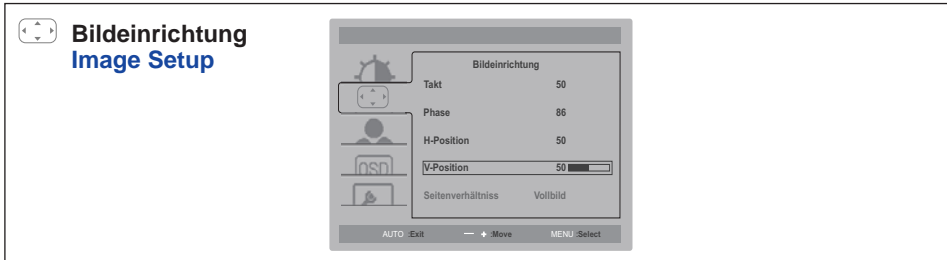 Bildeinrichtung
Image Setup
Bildeinrichtung
Takt 50
Phase 86
H-Position 50
V-Position 50
Seitenverhältniss Vollbild
OSD
AUTO :Exit — + :Move MENU :Select